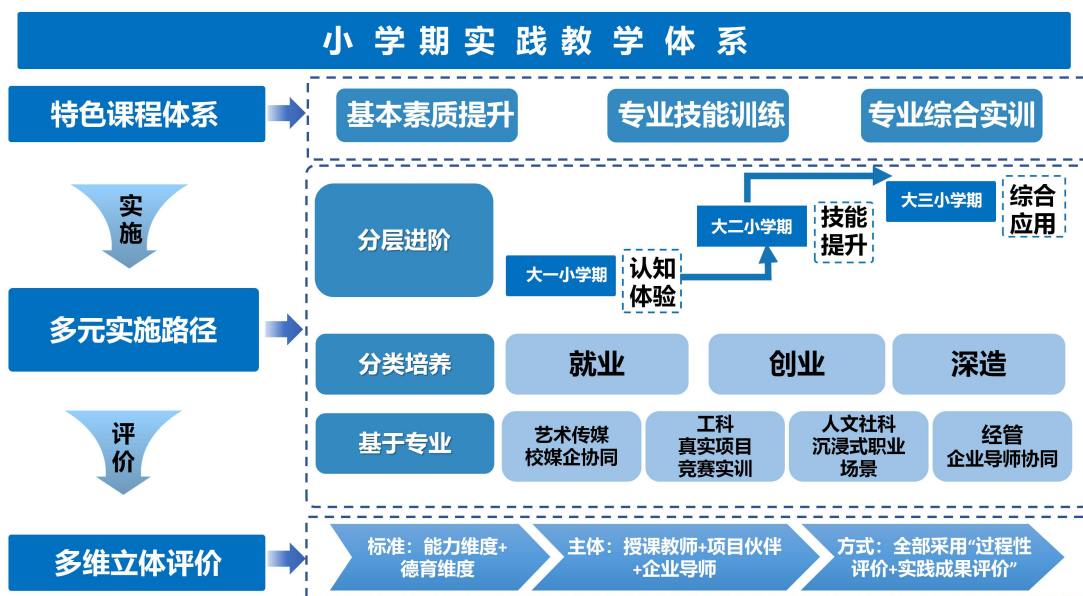 小学期实践教学体系
特色课程体系
基本素质提升
专业技能训练
专业综合实训
实
施
多元实施路径
分层进阶
大一小学期
认知
体验
大二小学期
技能
提升
大三小学期
综合
应用
分类培养
就业
创业
深造
基于专业
艺术传媒
校媒企协同
工科
真实项目
竞赛实训
人文社科
沉浸式职业
场景
经管
企业导师协同
评
价
多维立体评价
标准：能力维度+
德育维度
主体：授课教师+项目伙伴
+企业导师
方式：全部采用“过程性
评价+实践成果评价”